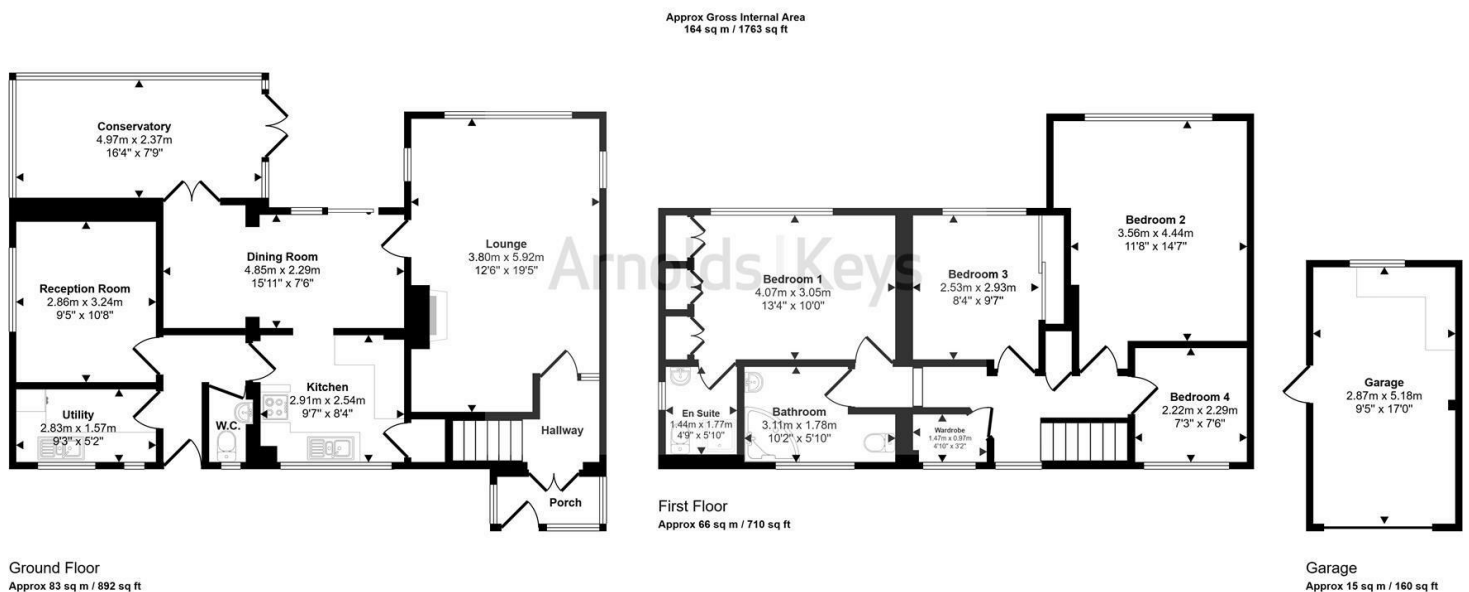 Approx Gross Internal Area
164 sq m / 1763 sq ft
Conservatory
4.97m x 2.37m
16'4" x 7'9"
Dining Room
4.85m x 2.29m
15'11" x 7'6"
Lounge
3.80m x 5.92m
12'6" x 19'5"
Reception Room
2.86m x 3.24m
9'5" x 10'8"
Utility
2.83m x 1.57m
9'3" x 5'2"
W.C.
Kitchen
2.91m x 2.54m
9'7" x 8'4"
Hallway
Porch
Ground Floor
Approx 83 sq m / 892 sq ft
Arnolds Keys
Bedroom 1
4.07m x 3.05m
13'4" x 10'0"
Bedroom 3
2.53m x 2.93m
8'4" x 9'7"
Bedroom 2
3.56m x 4.44m
11'8" x 14'7"
En Suite
1.44m x 1.77m
4'9" x 5'10"
Bathroom
3.11m x 1.78m
10'2" x 5'10"
Wardrobe
1.47m x 0.97m
4'10" x 3'2"
Bedroom 4
2.22m x 2.29m
7'3" x 7'6"
First Floor
Approx 66 sq m / 710 sq ft
Garage
2.87m x 5.18m
9'5" x 17'0"
Garage
Approx 15 sq m / 160 sq ft